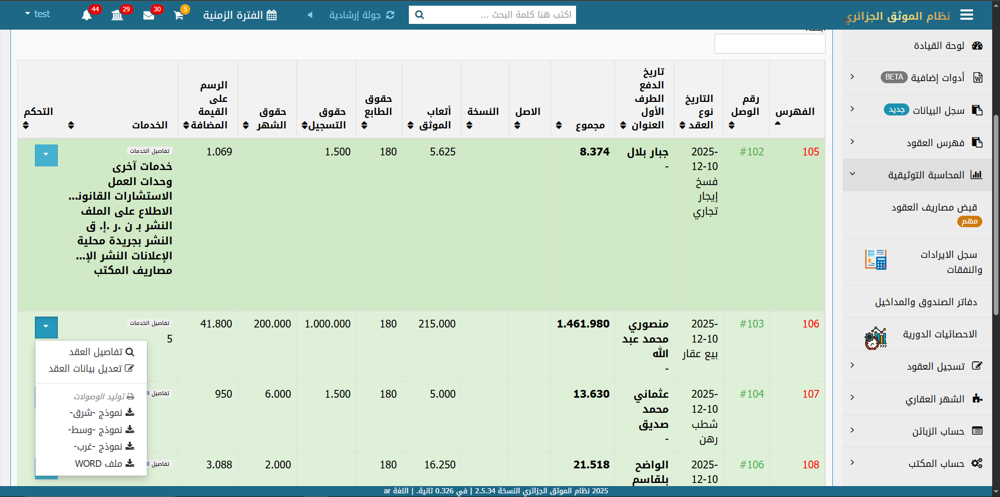 نظام الموثق الجزائري
اكتب هنا كلمة البحث ...
جولة إرشادية
الفترة الزمنية
5
30
29
44
test
لوحة القيادة
أدوات إضافية BETA
سجل البيانات جديد
فهرس العقود
المحاسبة التوثيقية
قبض مصاريف العقود
مهم
سجل الايرادات
والنفقات
دفاتر الصندوق والمداخيل
الاحصائيات الدورية
تسجيل العقود
الشهر العقاري
حساب الزبائن
حساب المكتب
الفهرس
رقم
الوصل
التاريخ
نوع
العقد
تاريخ
الدفع
الطرف
الأول
العنوان
مجموع
الاصل
النسخة
أتعاب
الموثق
حقوق
الطابع
حقوق
التسجيل
حقوق
الشهر
الرسم
على
القيمة
المضافة
الخدمات
التحكم
105
#102
2025-
12-10
فسخ
إيجار
تجاري
جبار بلال
-
8.374
5.625
180
1.500
1.069
تفاصيل الخدمات
خدمات آخرى
وحدات العمل
الاستشارات القانونـ...
الاطلاع على الملف
النشر بـ ن .ر .إ. ق
النشر بجريدة محلية
الإعلانات النشر الإ...
مصاريف المكتب
106
#103
2025-
12-10
بيع عقار
منصوري
محمد عبد
الله
-
1.461.980
215.000
180
1.000.000
200.000
41.800
تفاصيل الخدمات
5
107
#104
2025-
12-10
شطب
رهن
عثماني
محمد
صديق
-
13.630
5.000
180
1.500
6.000
950
تفاصيل
108
#106
2025-
12-10
الواضح
بلقاسم
21.518
16.250
180
2.000
3.088
تفاصيل
تفاصيل العقد
تعديل بيانات العقد
توليد الوصولات
نموذج -شرق-
نموذج -وسط-
نموذج -غرب-
ملف WORD
2025 نظام الموثق الجزائري النسخة 2.5.34 | في 0.326 ثانية. | اللغة ar